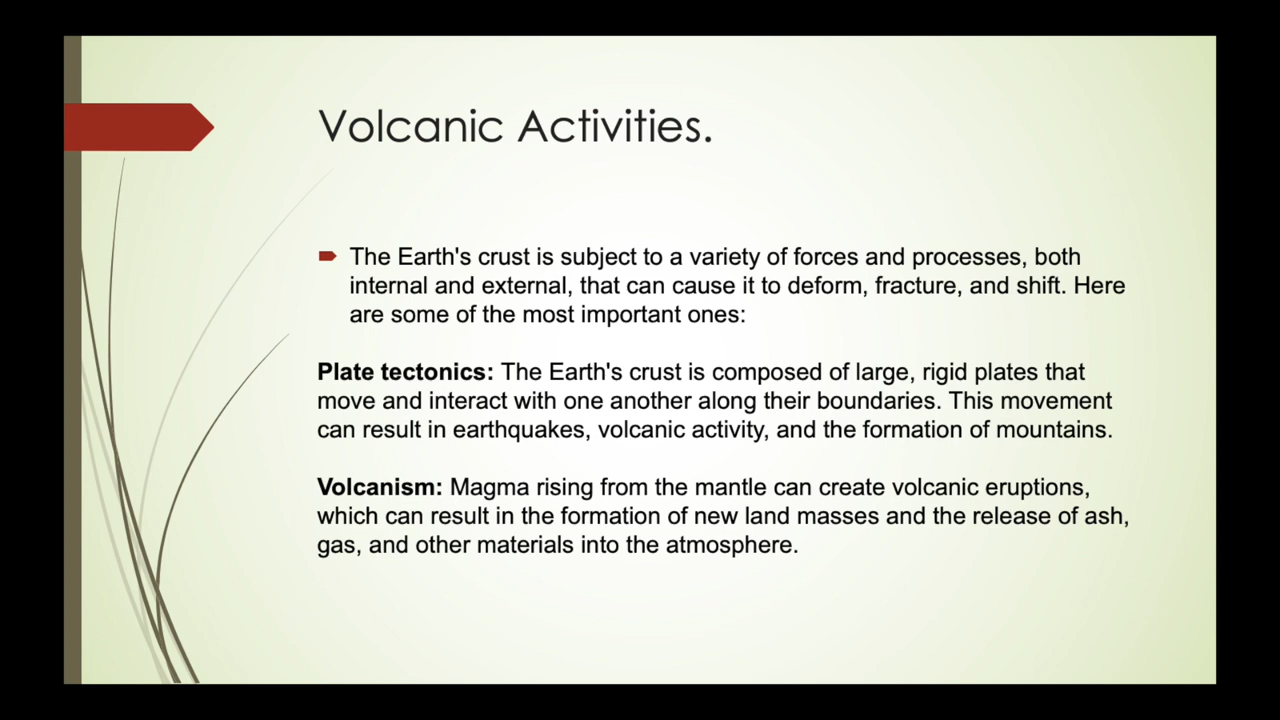 Volcanic Activities.
The Earth's crust is subject to a variety of forces and processes, both
internal and external, that can cause it to deform, fracture, and shift. Here
are some of the most important ones:
Plate tectonics: The Earth's crust is composed of large, rigid plates that
move and interact with one another along their boundaries. This movement
can result in earthquakes, volcanic activity, and the formation of mountains.
Volcanism: Magma rising from the mantle can create volcanic eruptions,
which can result in the formation of new land masses and the release of ash,
gas, and other materials into the atmosphere.